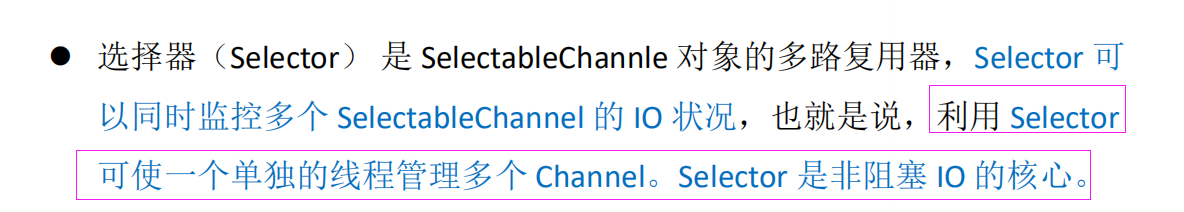 ● 选择器（Selector） 是 SelectableChannle 对象的多路复用器，Selector 可
以同时监控多个 SelectableChannel 的 IO 状况，也就是说，利用 Selector
可使一个单独的线程管理多个 Channel。Selector 是非阻塞 IO 的核心。